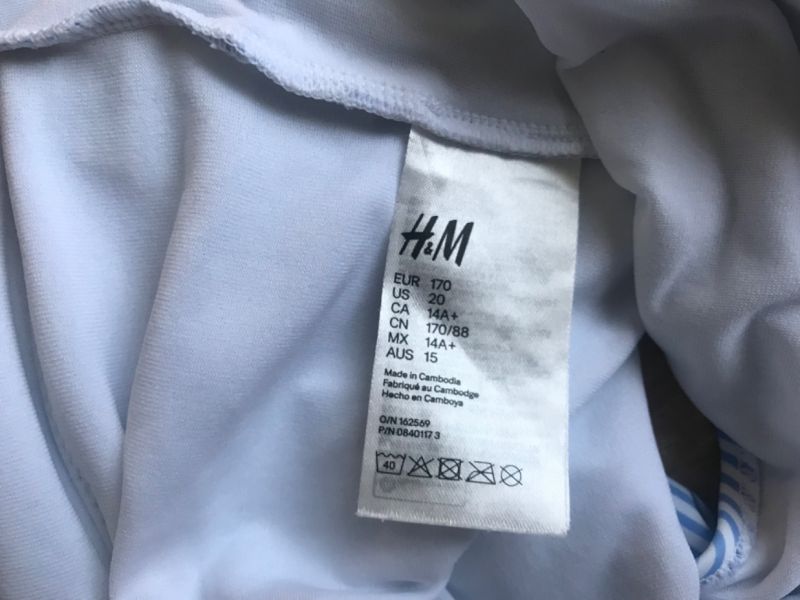 H&M
EUR 170
US 20
CA 14A+
CN 170/88
MX 14A+
AUS 15
Made in Cambodia
Fabriqué au Cambodge
Hecho en Camboya
O/N 162569
P/N 0840117 3
40